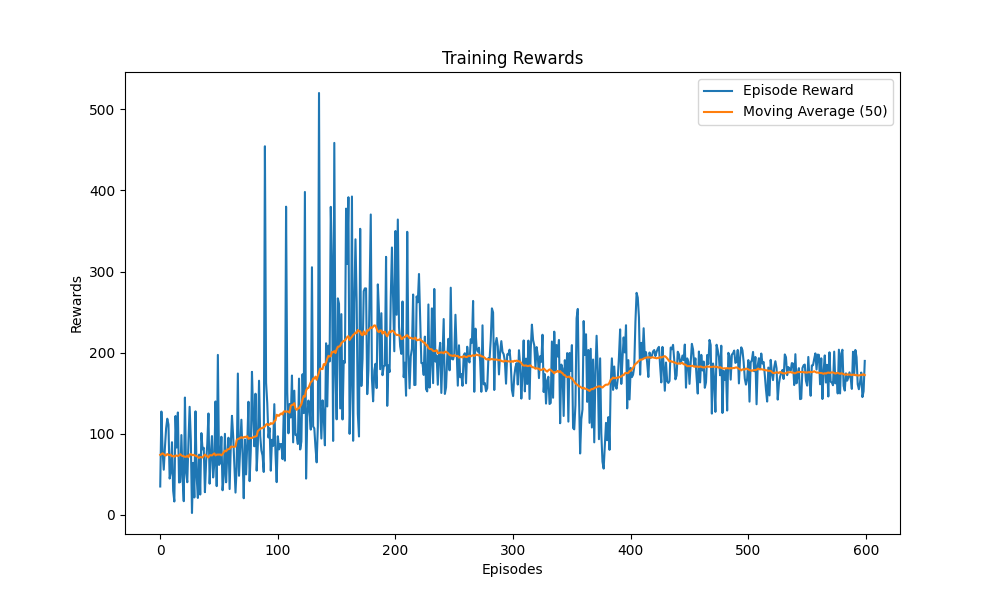 Training Rewards
Episode Reward
Moving Average (50)
Rewards
500
400
300
200
100
0
0 100 200 300 400 500 600
Episodes